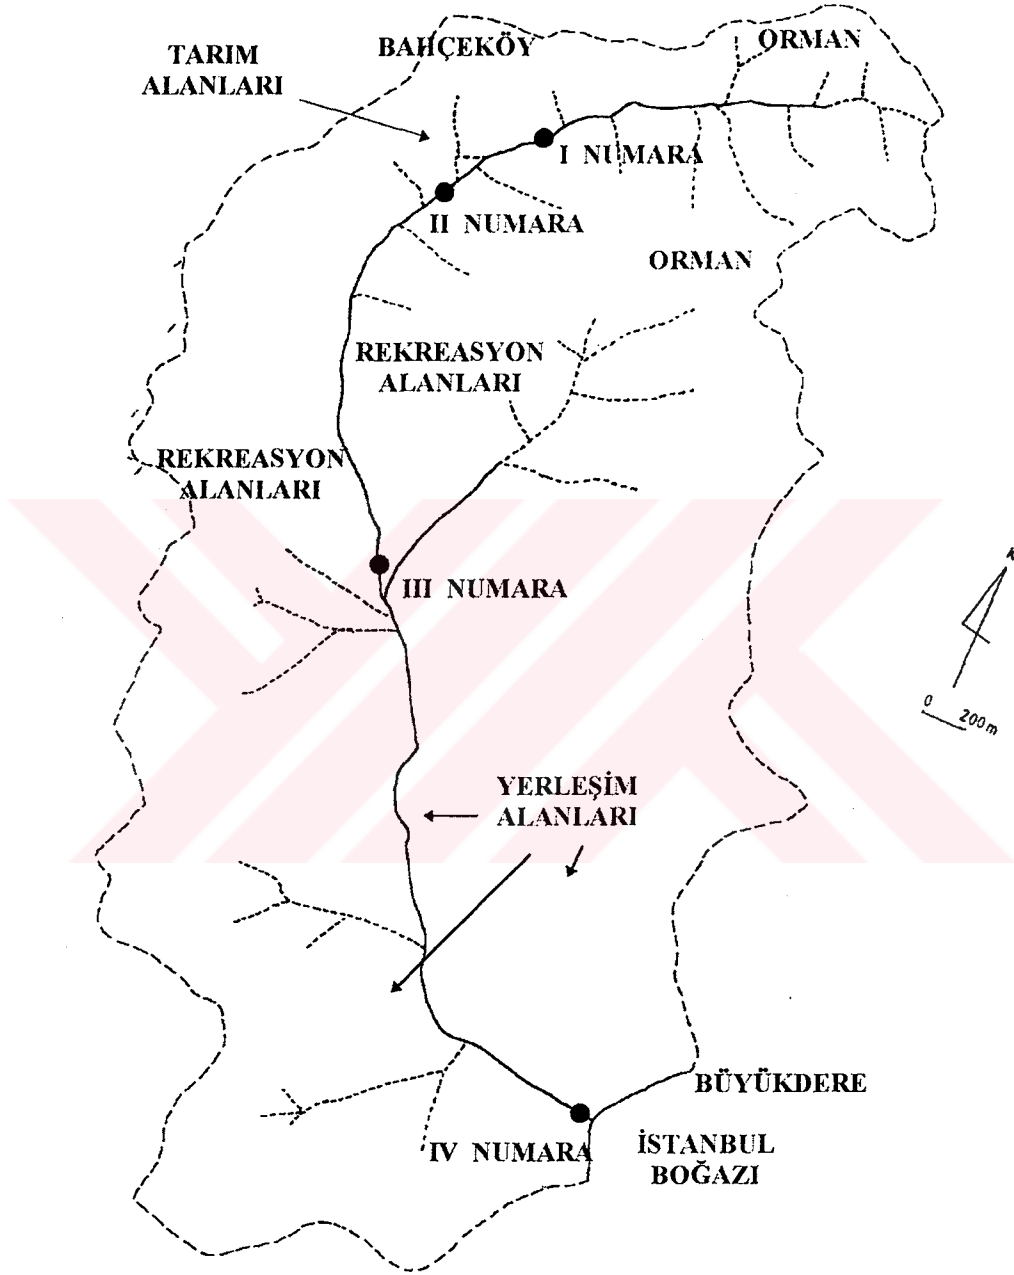 BAHÇEKÖY
ORMAN
TARIM
ALANLARI
I NUMARA
II NUMARA
ORMAN
REKREASYON
ALANLARI
REKREASYON
ALANLARI
III NUMARA
K
0 200m
YERLEŞİM
ALANLARI
BÜYÜKDERE
IV NUMARA
İSTANBUL
BOĞAZI